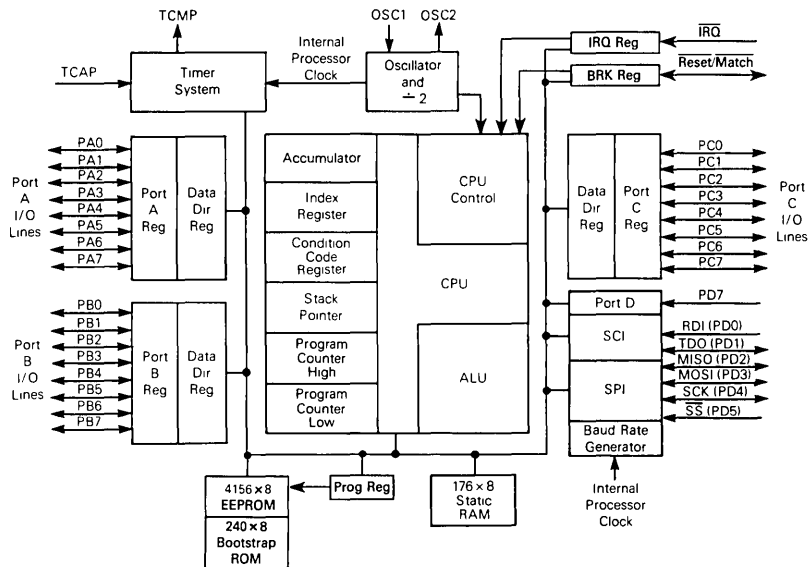 TCMP
OSC1
OSC2
TCAP
Timer
System
Internal
Processor
Clock
Oscillator
and
÷ 2
IRQ Reg
IRQ
BRK Reg
Reset/Match
Port
A
I/O
Lines
PA0
PA1
PA2
PA3
PA4
PA5
PA6
PA7
Port
A
Reg
Data
Dir
Reg
Port
B
I/O
Lines
PB0
PB1
PB2
PB3
PB4
PB5
PB6
PB7
Port
B
Reg
Data
Dir
Reg
Accumulator
Index
Register
Condition
Code
Register
Stack
Pointer
Program
Counter
High
Program
Counter
Low
CPU
Control
CPU
ALU
Data
Dir
Reg
Port
C
Reg
PC0
PC1
PC2
PC3
PC4
PC5
PC6
PC7
Port
C
I/O
Lines
Port D
PD7
SCI
RDI (PD0)
TDO (PD1)
SPI
MISO (PD2)
MOSI (PD3)
SCK (PD4)
SS (PD5)
Baud Rate
Generator
Internal
Processor
Clock
4156 × 8
EEPROM
240 × 8
Bootstrap
ROM
Prog Reg
176 × 8
Static
RAM